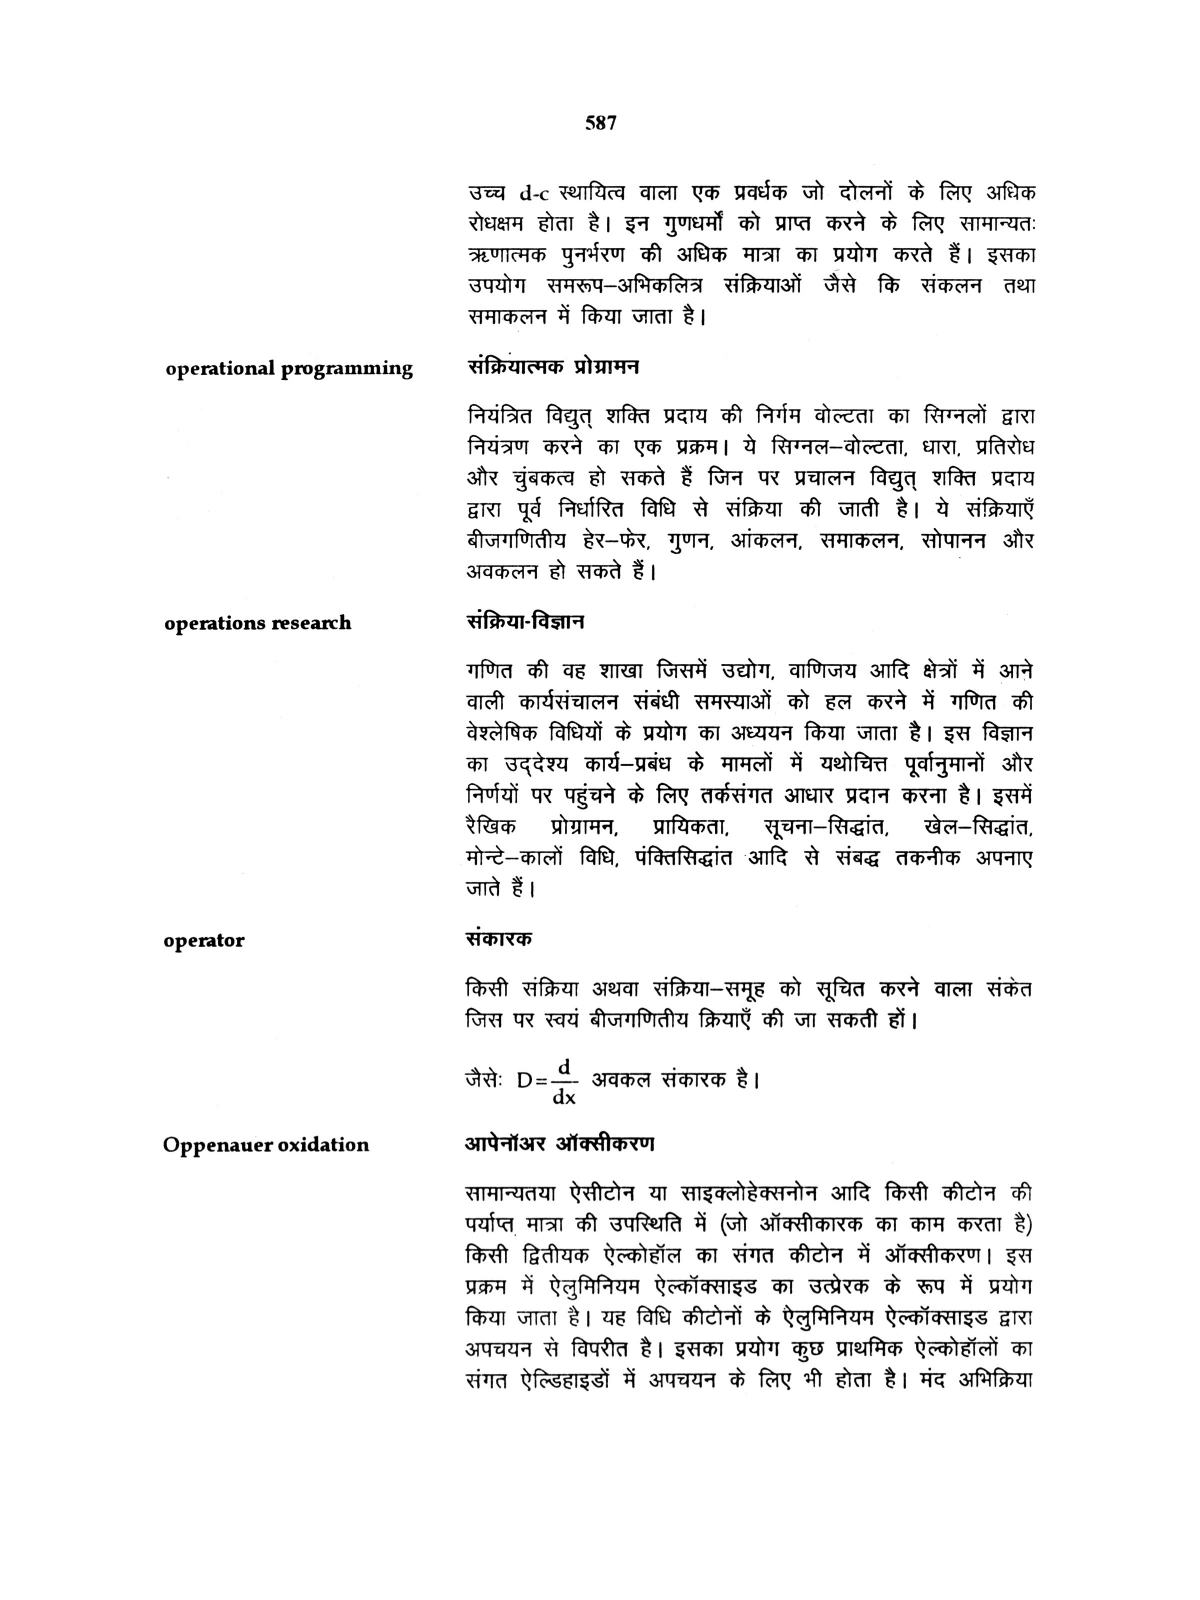 587
उच्च d-c स्थायित्व वाला एक प्रवर्धक जो दोलनों के लिए अधिक
रोधक्षम होता है। इन गुणधर्मों को प्राप्त करने के लिए सामान्यतः
ऋणात्मक पुनर्भरण की अधिक मात्रा का प्रयोग करते हैं। इसका
उपयोग समरूप–अभिकलित्र संक्रियाओं जैसे कि संकलन तथा
समाकलन में किया जाता है।
operational programming संक्रियात्मक प्रोग्रामन
नियंत्रित विद्युत् शक्ति प्रदाय की निर्गम वोल्टता का सिग्नलों द्वारा
नियंत्रण करने का एक प्रक्रम। ये सिग्नल–वोल्टता, धारा, प्रतिरोध
और चुंबकत्व हो सकते हैं जिन पर प्रचालन विद्युत् शक्ति प्रदाय
द्वारा पूर्व निर्धारित विधि से संक्रिया की जाती है। ये संक्रियाएँ
बीजगणितीय हेर–फेर, गुणन, आंकलन, समाकलन, सोपानन और
अवकलन हो सकते हैं।
operations research संक्रिया-विज्ञान
गणित की वह शाखा जिसमें उद्योग, वाणिजय आदि क्षेत्रों में आने
वाली कार्यसंचालन संबंधी समस्याओं को हल करने में गणित की
वेश्लेषिक विधियों के प्रयोग का अध्ययन किया जाता है। इस विज्ञान
का उद्‌देश्य कार्य–प्रबंध के मामलों में यथोचित्त पूर्वानुमानों और
निर्णयों पर पहुंचने के लिए तर्कसंगत आधार प्रदान करना है। इसमें
रैखिक प्रोग्रामन, प्रायिकता, सूचना–सिद्धांत, खेल–सिद्धांत,
मोन्टे–कालों विधि, पंक्तिसिद्धांत आदि से संबद्ध तकनीक अपनाए
जाते हैं।
operator संकारक
किसी संक्रिया अथवा संक्रिया–समूह को सूचित करने वाला संकेत
जिस पर स्वयं बीजगणितीय क्रियाएँ की जा सकती हों।
जैसेः D=d/dx अवकल संकारक है।
Oppenauer oxidation आपेनॉअर ऑक्सीकरण
सामान्यतया ऐसीटोन या साइक्लोहेक्सनोन आदि किसी कीटोन की
पर्याप्त मात्रा की उपस्थिति में (जो ऑक्सीकारक का काम करता है)
किसी द्वितीयक ऐल्कोहॉल का संगत कीटोन में ऑक्सीकरण। इस
प्रक्रम में ऐलुमिनियम ऐल्कॉक्साइड का उत्प्रेरक के रूप में प्रयोग
किया जाता है। यह विधि कीटोनों के ऐलुमिनियम ऐल्कॉक्साइड द्वारा
अपचयन से विपरीत है। इसका प्रयोग कुछ प्राथमिक ऐल्कोहॉलों का
संगत ऐल्डिहाइडों में अपचयन के लिए भी होता है। मंद अभिक्रिया